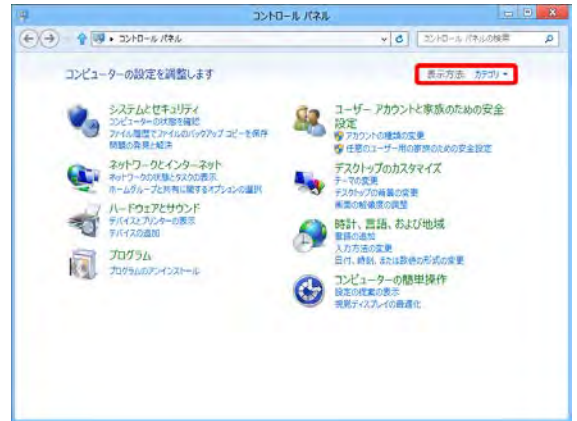 コントロール パネル
コントロール パネル
コントロール パネルの検索
コンピューターの設定を調整します
表示方法: カテゴリ
システムとセキュリティ
コンピューターの状態を確認
ファイル履歴でファイルのバックアップ コピーを保存
問題の発見と解決
ネットワークとインターネット
ネットワークの状態とタスクの表示
ホームグループと共有に関するオプションの選択
ハードウェアとサウンド
デバイスとプリンターの表示
デバイスの追加
プログラム
プログラムのアンインストール
ユーザー アカウントと家族のための安全
設定
アカウントの種類の変更
任意のユーザー用の家族のための安全設定
デスクトップのカスタマイズ
テーマの変更
デスクトップの背景の変更
画面の解像度の調整
時計、言語、および地域
言語の追加
入力方法の変更
日付、時刻、または数値の形式の変更
コンピューターの簡単操作
設定の提案の表示
視覚ディスプレイの最適化